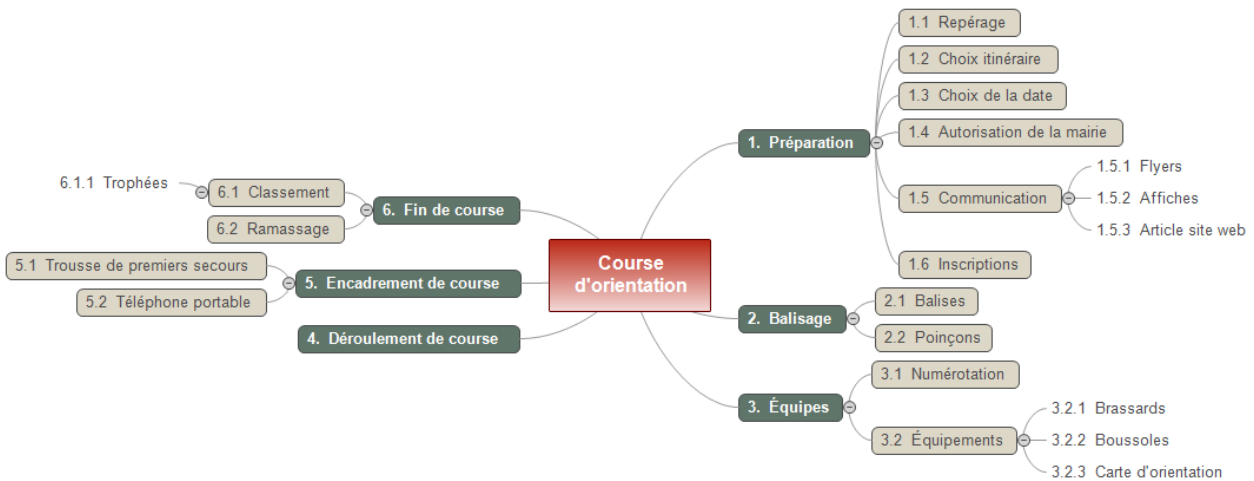 Course
d'orientation
1. Préparation
1.1 Repérage
1.2 Choix itinéraire
1.3 Choix de la date
1.4 Autorisation de la mairie
1.5 Communication
1.5.1 Flyers
1.5.2 Affiches
1.5.3 Article site web
1.6 Inscriptions
2. Balisage
2.1 Balises
2.2 Poinçons
3. Équipes
3.1 Numérotation
3.2 Équipements
3.2.1 Brassards
3.2.2 Boussoles
3.2.3 Carte d'orientation
4. Déroulement de course
5. Encadrement de course
5.1 Trousse de premiers secours
5.2 Téléphone portable
6. Fin de course
6.1 Classement
6.1.1 Trophées
6.2 Ramassage